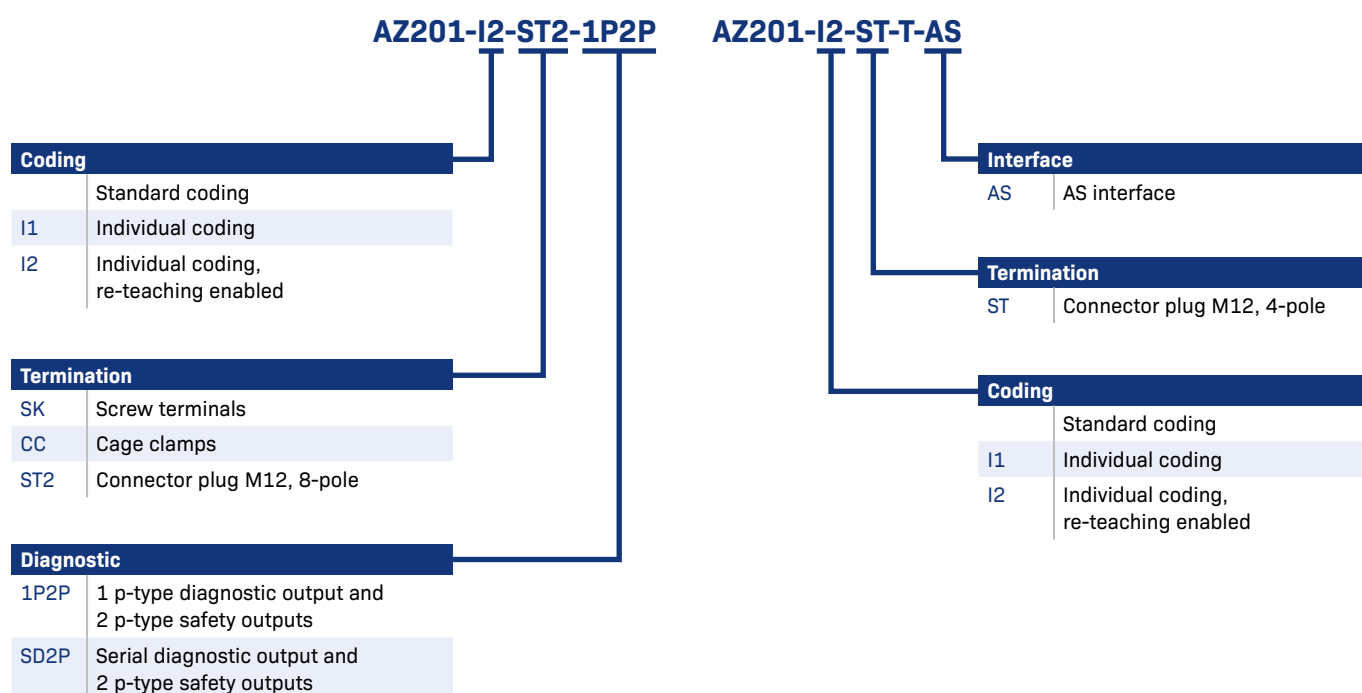 AZ201-I2-ST2-1P2P
AZ201-I2-ST-T-AS
Coding
Standard coding
I1 Individual coding
I2 Individual coding,
re-teaching enabled
Termination
SK Screw terminals
CC Cage clamps
ST2 Connector plug M12, 8-pole
Diagnostic
1P2P 1 p-type diagnostic output and
2 p-type safety outputs
SD2P Serial diagnostic output and
2 p-type safety outputs
Interface
AS AS interface
Termination
ST Connector plug M12, 4-pole
Coding
Standard coding
I1 Individual coding
I2 Individual coding,
re-teaching enabled